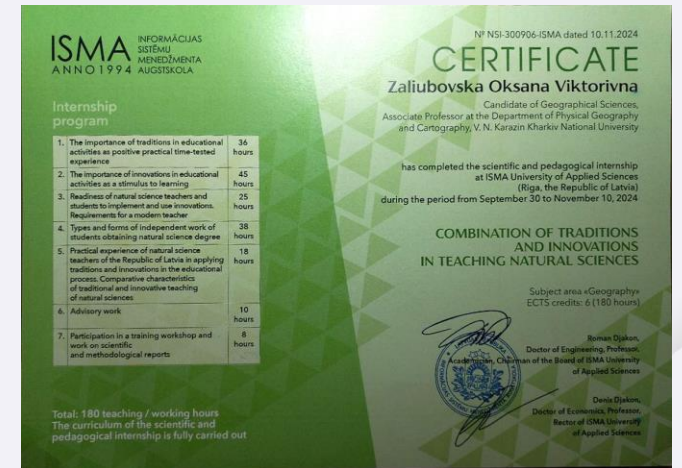 ISMA
ANNO 1994
INFORMĀCIJAS
SISTĒMU
MENEDŽMENTA
AUGSTSKOLA
Internship
program
1. The importance of traditions in educational
activities as positive practical time-tested
experience
36
hours
2. The importance of innovations in educational
activities as a stimulus to learning
45
hours
3. Readiness of natural science teachers and
students to implement and use innovations.
Requirements for a modern teacher
25
hours
4. Types and forms of independent work of
students obtaining natural science degree
38
hours
5. Practical experience of natural science
teachers of the Republic of Latvia in applying
traditions and innovations in the educational
process. Comparative characteristics
of traditional and innovative teaching
of natural sciences
18
hours
6. Advisory work
10
hours
7. Participation in a training workshop and
work on scientific
and methodological reports
8
hours
Total: 180 teaching / working hours
The curriculum of the scientific and
pedagogical internship is fully carried out
Nº NSI-300906-ISMA dated 10.11.2024
CERTIFICATE
Zaliubovska Oksana Viktorivna
Candidate of Geographical Sciences,
Associate Professor at the Department of Physical Geography
and Cartography, V. N. Karazin Kharkiv National University
has completed the scientific and pedagogical internship
at ISMA University of Applied Sciences
(Riga, the Republic of Latvia)
during the period from September 30 to November 10, 2024
COMBINATION OF TRADITIONS
AND INNOVATIONS
IN TEACHING NATURAL SCIENCES
Subject area «Geography»
ECTS credits: 6 (180 hours)
Roman Djakon,
Doctor of Engineering, Professor,
Academician, Chairman of the Board of ISMA University
of Applied Sciences
Denis Djakon,
Doctor of Economics, Professor,
Rector of ISMA University
of Applied Sciences